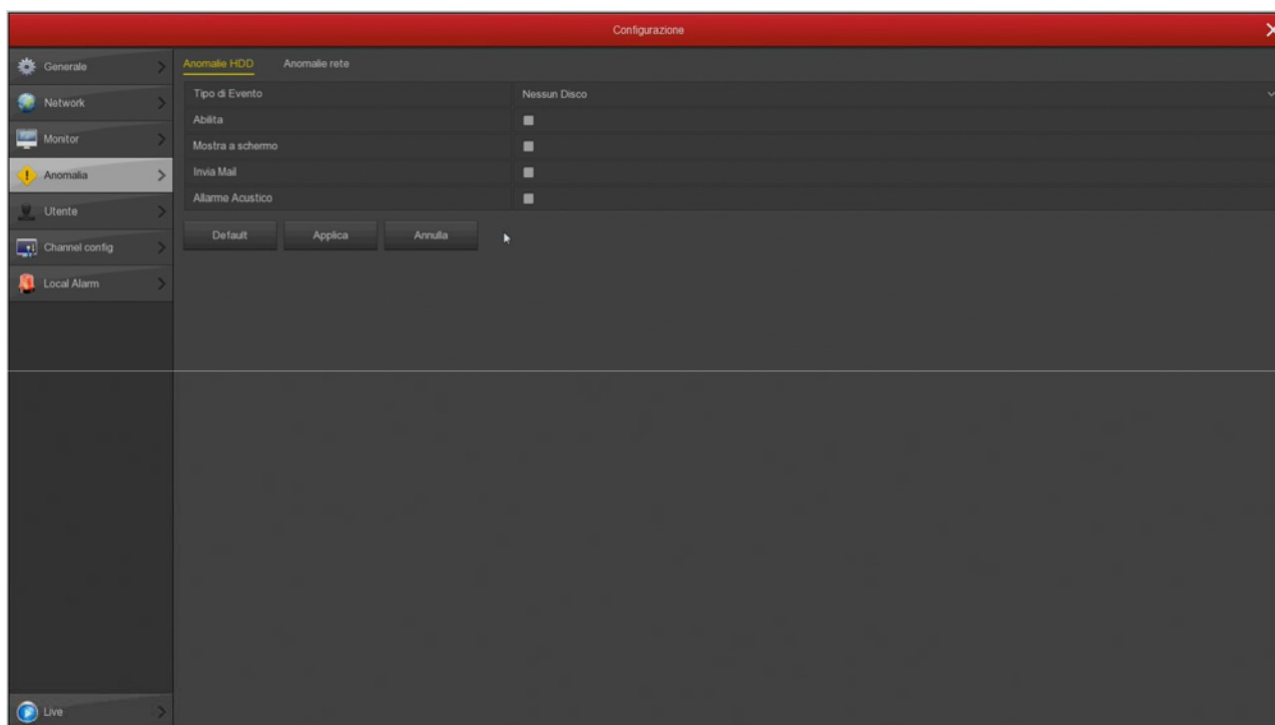 Configurazione
Generale
Network
Monitor
Anomalia
Utente
Channel config
Local Alarm
Live
Anomalie HDD Anomalie rete
Tipo di Evento Nessun Disco
Abilita
Mostra a schermo
Invia Mail
Allarme Acustico
Default Applica Annulla